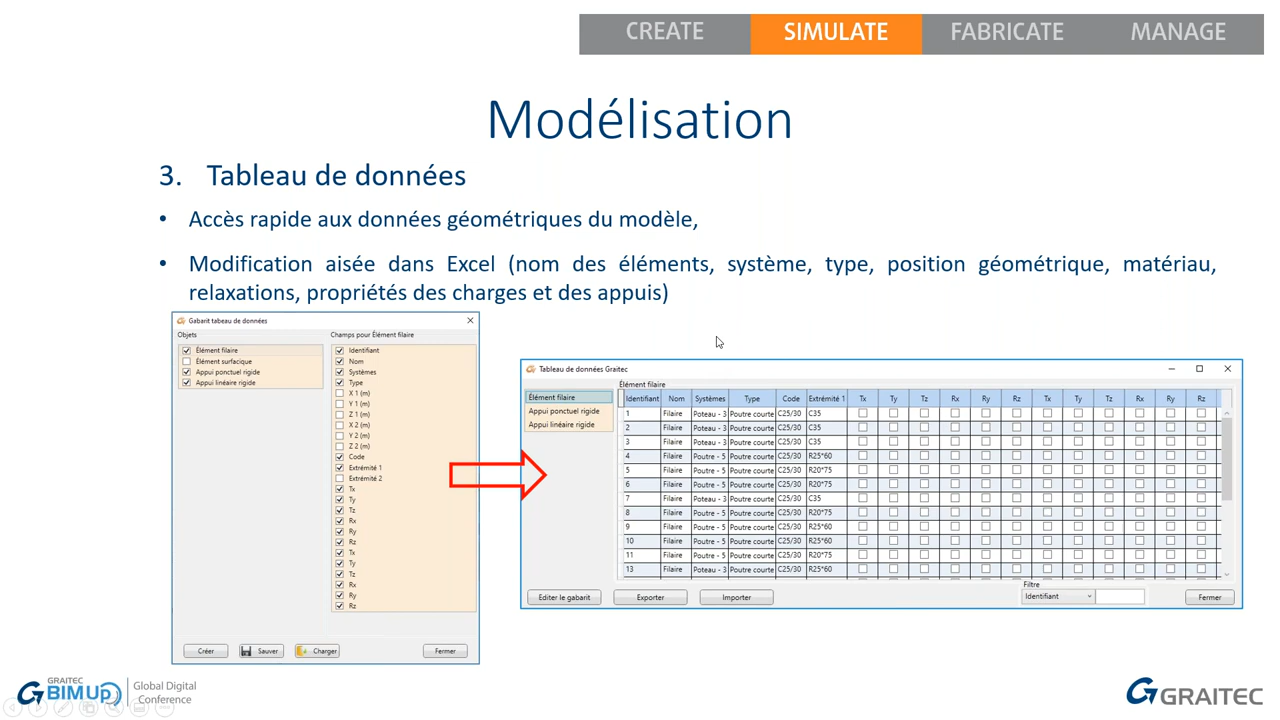 CREATE SIMULATE FABRICATE MANAGE
Modélisation
3. Tableau de données
• Accès rapide aux données géométriques du modèle,
• Modification aisée dans Excel (nom des éléments, système, type, position géométrique, matériau,
relaxations, propriétés des charges et des appuis)
Gabarit tabeau de données
Objets
Élément filaire
Élément surfacique
Appui ponctuel rigide
Appui linéaire rigide
Champs pour Élément filaire
Identifiant
Nom
Systèmes
Type
X 1 (m)
Y 1 (m)
Z 1 (m)
X 2 (m)
Y 2 (m)
Z 2 (m)
Code
Extrémité 1
Extrémité 2
Tx
Ty
Tz
Rx
Ry
Rz
Tx
Ty
Tz
Rx
Ry
Rz
Créer Sauver Charger Fermer
Tableau de données Graitec
Élément filaire
Appui ponctuel rigide
Appui linéaire rigide
Élément filaire
Identifiant Nom Systèmes Type Code Extrémité 1 Tx Ty Tz Rx Ry Rz Tx Ty Tz Rx Ry Rz
1 Filaire Poteau - 3 Poutre courte C25/30 C35
2 Filaire Poteau - 3 Poutre courte C25/30 C35
3 Filaire Poteau - 3 Poutre courte C25/30 C35
4 Filaire Poutre - 5 Poutre courte C25/30 R25*60
5 Filaire Poutre - 5 Poutre courte C25/30 R20*75
6 Filaire Poutre - 5 Poutre courte C25/30 R20*75
7 Filaire Poteau - 3 Poutre courte C25/30 C35
8 Filaire Poutre - 5 Poutre courte C25/30 R20*75
9 Filaire Poutre - 5 Poutre courte C25/30 R25*60
10 Filaire Poutre - 5 Poutre courte C25/30 R25*60
11 Filaire Poutre - 5 Poutre courte C25/30 R20*75
13 Filaire Poteau - 3 Poutre courte C25/30 R25*60
Editer le gabarit Exporter Importer
Filtre
Identifiant
Fermer
GRAITEC
BIMUp
Global Digital
Conference
GRAITEC